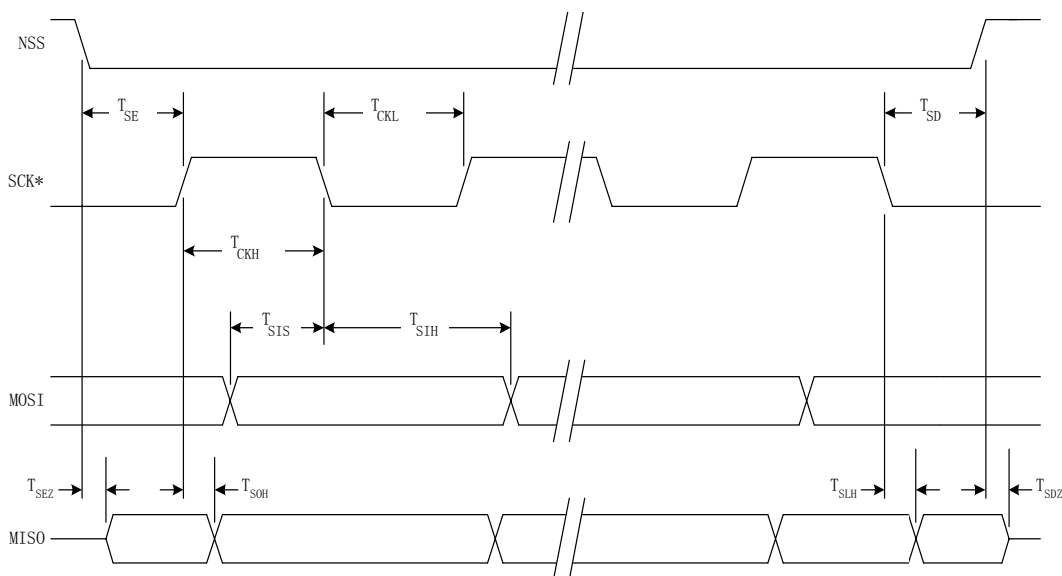 NSS
T_SE
T_CKL
T_SD
SCK*
T_CKH
T_SIS
T_SIH
MOSI
T_SEZ
T_SOH
T_SLH
T_SDZ
MISO